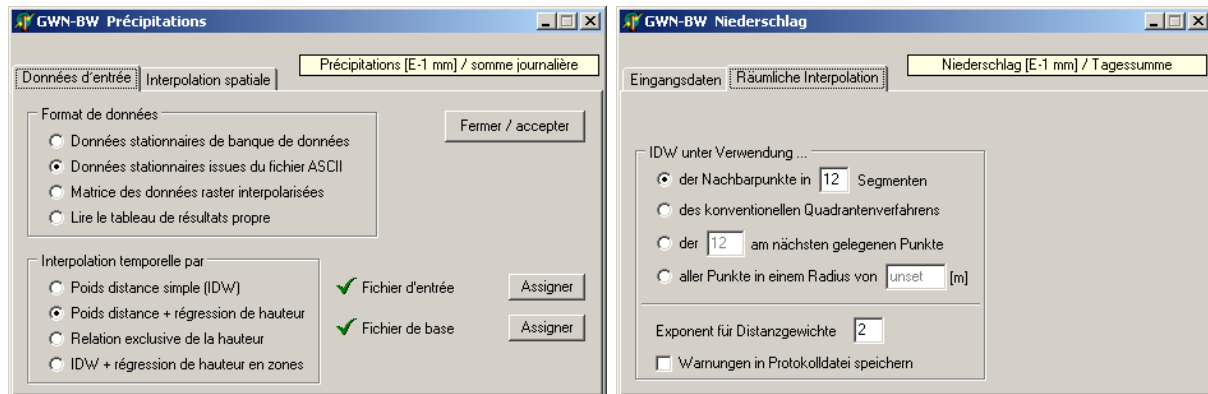 GWN-BW Précipitations
Précipitations [E-1 mm] / somme journalière
Données d'entrée
Interpolation spatiale
Format de données
Fermer / accepter
Données stationnaires de banque de données
Données stationnaires issues du fichier ASCII
Matrice des données raster interpolarisées
Lire le tableau de résultats propre
Interpolation temporelle par
Poids distance simple (IDW)
Fichier d'entrée
Assigner
Poids distance + régression de hauteur
Fichier de base
Assigner
Relation exclusive de la hauteur
IDW + régression de hauteur en zones
GWN-BW Niederschlag
Niederschlag [E-1 mm] / Tagessumme
Eingangsdaten
Räumliche Interpolation
IDW unter Verwendung ...
der Nachbarpunkte in 12 Segmenten
des konventionellen Quadrantenverfahrens
der 12 am nächsten gelegenen Punkte
aller Punkte in einem Radius von unset [m]
Exponent für Distanzgewichte 2
Warnungen in Protokolldatei speichern